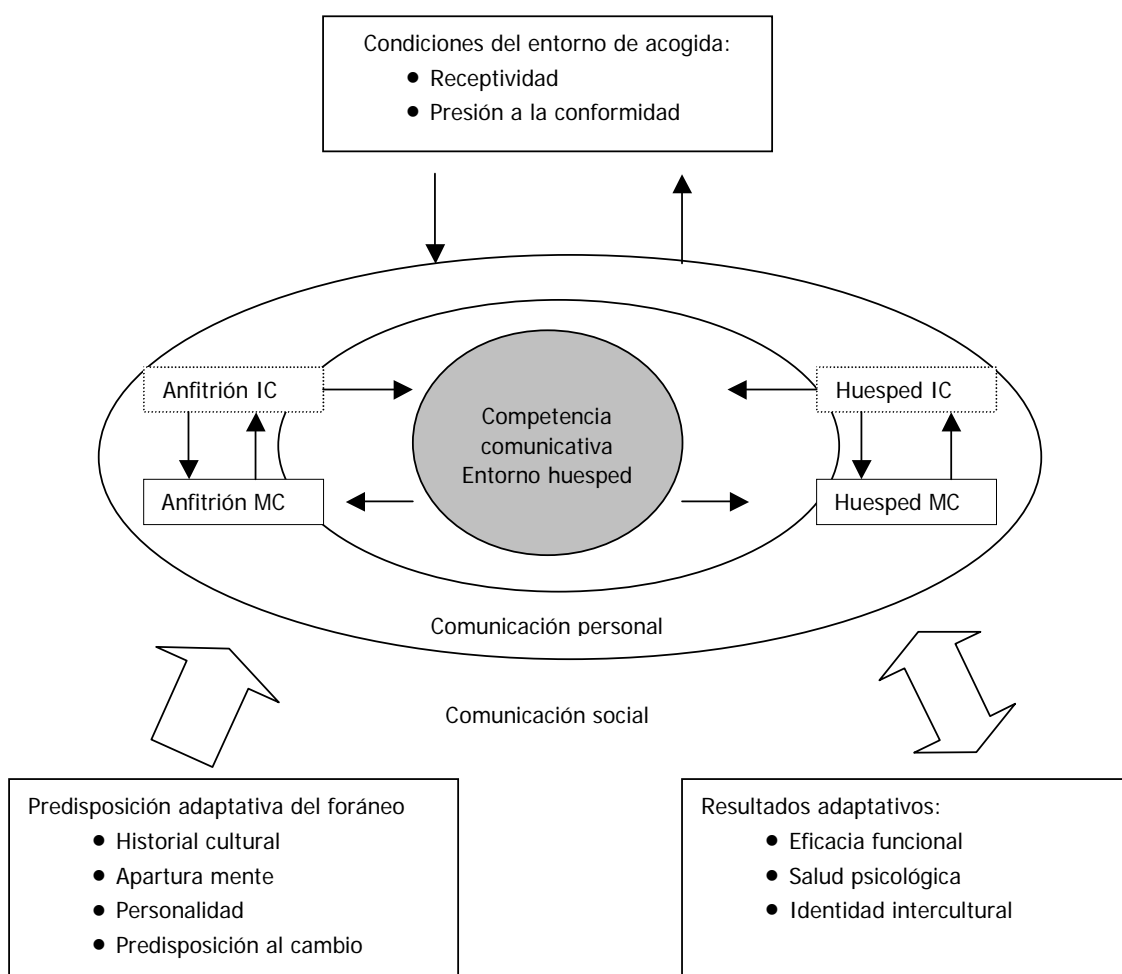 Condiciones del entorno de acogida:
● Receptividad
● Presión a la conformidad
Anfitrión IC
Huesped IC
Competencia
comunicativa
Entorno huesped
Anfitrión MC
Huesped MC
Comunicación personal
Comunicación social
Predisposición adaptativa del foráneo
● Historial cultural
● Apartura mente
● Personalidad
● Predisposición al cambio
Resultados adaptativos:
● Eficacia funcional
● Salud psicológica
● Identidad intercultural